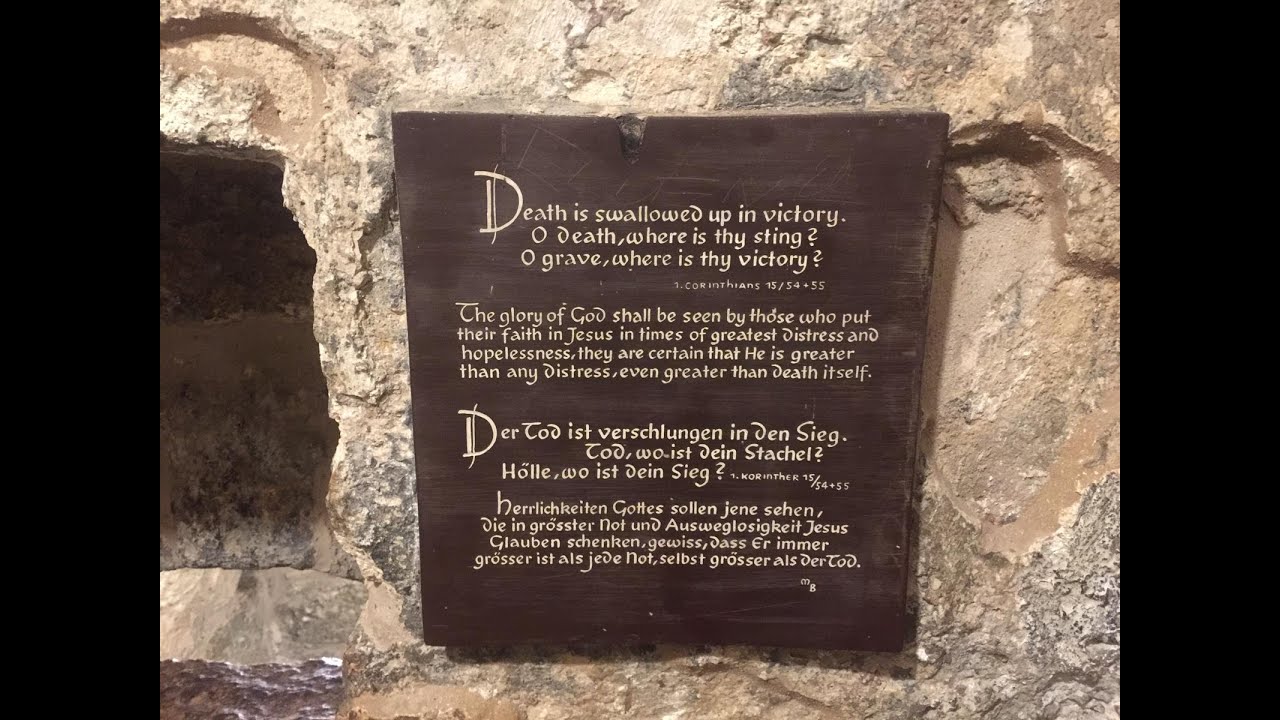 Death is swallowed up in victory.
O death, where is thy sting?
O grave, where is thy victory?
1. CORINTHIANS 15/54+55
The glory of God shall be seen by those who put
their faith in Jesus in times of greatest distress and
hopelessness, they are certain that He is greater
than any distress, even greater than death itself.
Der Tod ist verschlungen in den Sieg.
Tod, wo ist dein Stachel?
Hölle, wo ist dein Sieg? 1. KORINTHER 15/54+55
Herrlichkeiten Gottes sollen jene sehen,
die in grösster Not und Ausweglosigkeit Jesus
Glauben schenken, gewiss, dass Er immer
grösser ist als jede Not, selbst grösser als der Tod.
MB